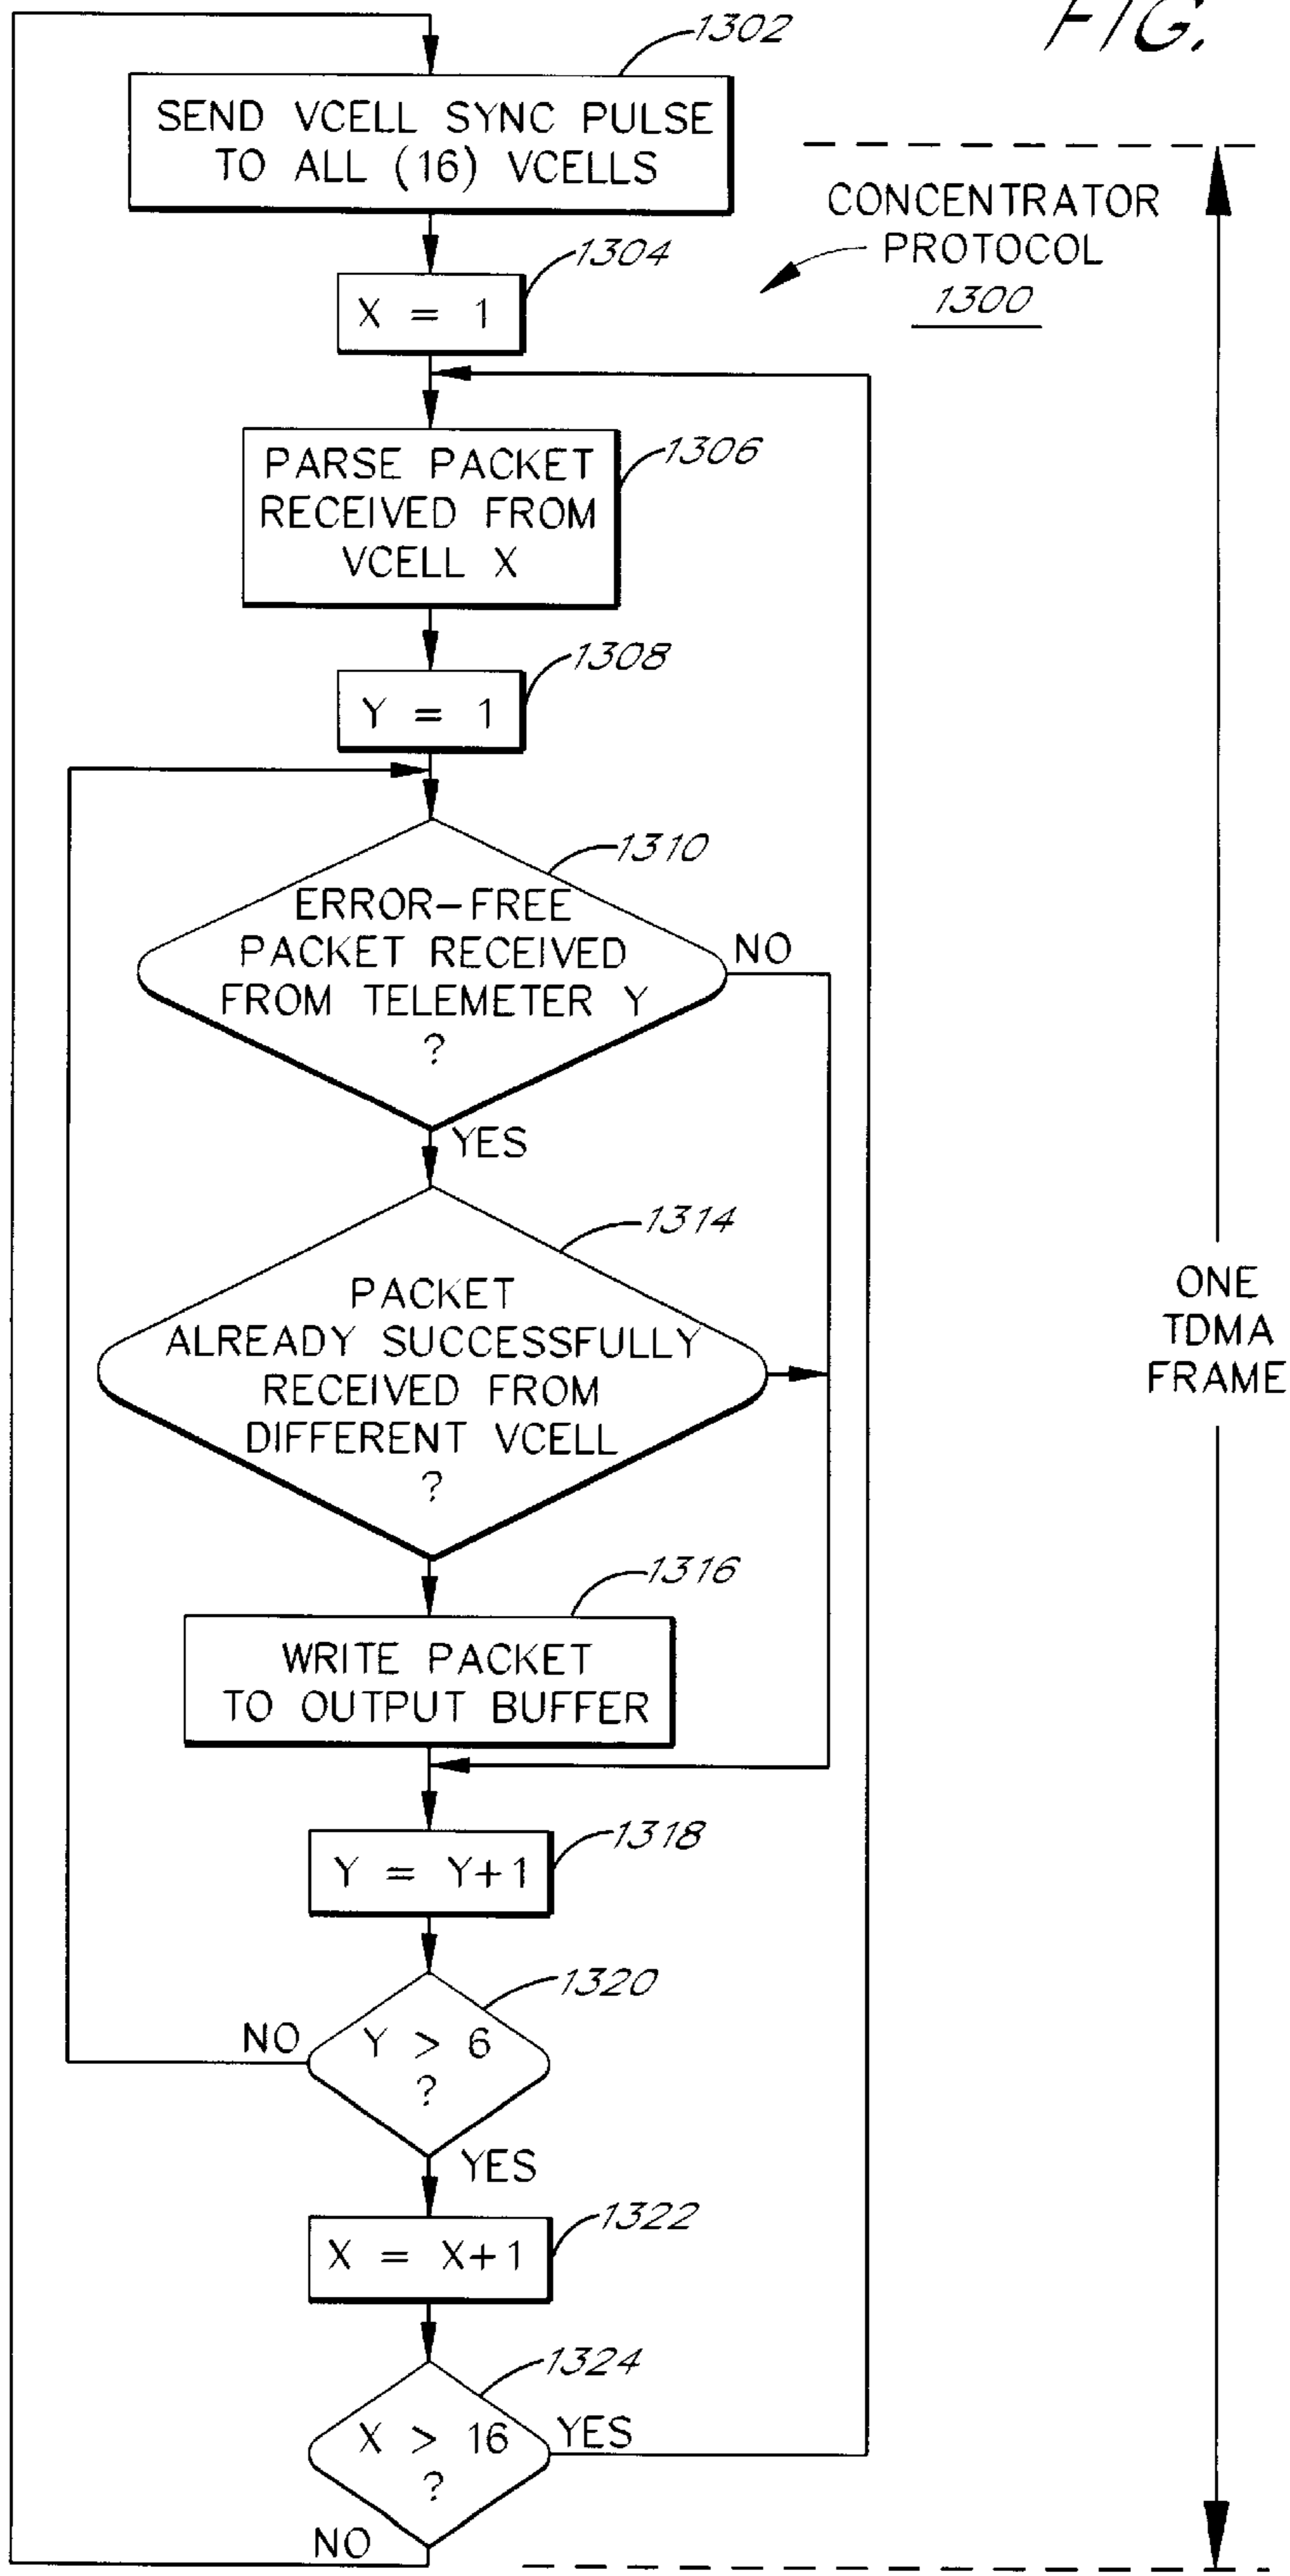 FIG.
1302
SEND VCELL SYNC PULSE
TO ALL (16) VCELLS
CONCENTRATOR
PROTOCOL
1300
1304
X = 1
1306
PARSE PACKET
RECEIVED FROM
VCELL X
1308
Y = 1
1310
ERROR-FREE
PACKET RECEIVED
FROM TELEMETER Y
?
NO
YES
1314
PACKET
ALREADY SUCCESSFULLY
RECEIVED FROM
DIFFERENT VCELL
?
ONE
TDMA
FRAME
1316
WRITE PACKET
TO OUTPUT BUFFER
1318
Y = Y+1
1320
Y > 6
?
NO
YES
1322
X = X+1
1324
X > 16
?
YES
NO